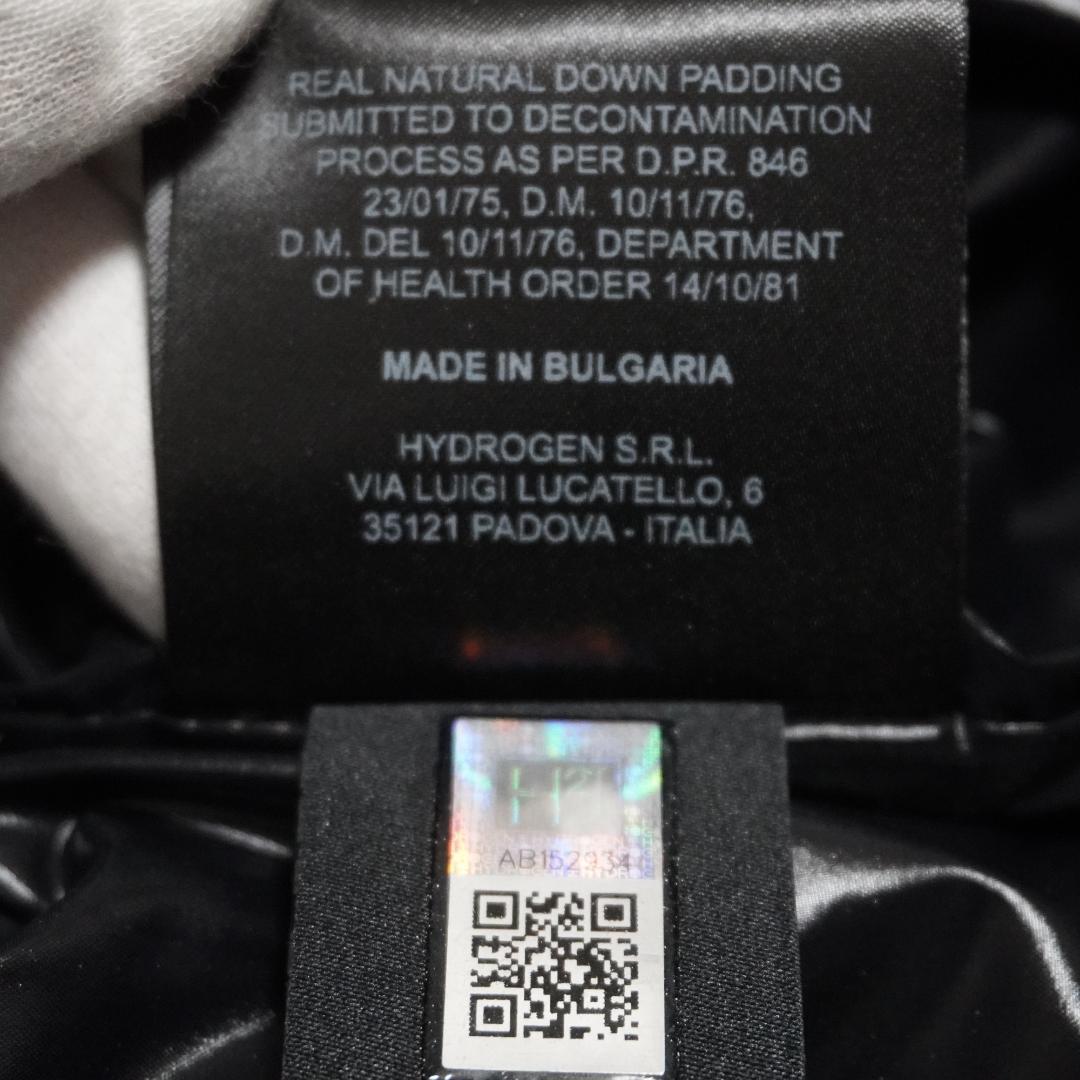 REAL NATURAL DOWN PADDING
SUBMITTED TO DECONTAMINATION
PROCESS AS PER D.P.R. 846
23/01/75, D.M. 10/11/76,
D.M. DEL 10/11/76, DEPARTMENT
OF HEALTH ORDER 14/10/81
MADE IN BULGARIA
HYDROGEN S.R.L.
VIA LUIGI LUCATELLO, 6
35121 PADOVA - ITALIA
H2
AB152934